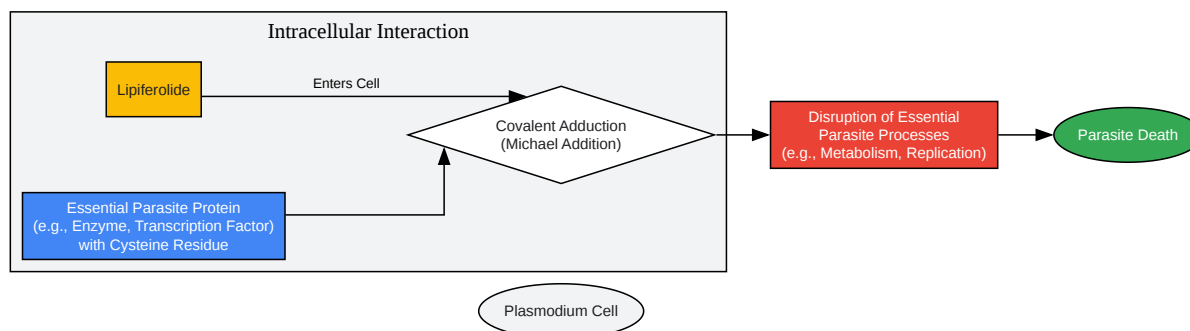 Intracellular Interaction
Lipiferolide
Enters Cell
Covalent Adduction
(Michael Addition)
Essential Parasite Protein
(e.g., Enzyme, Transcription Factor)
with Cysteine Residue
Disruption of Essential
Parasite Processes
(e.g., Metabolism, Replication)
Parasite Death
Plasmodium Cell